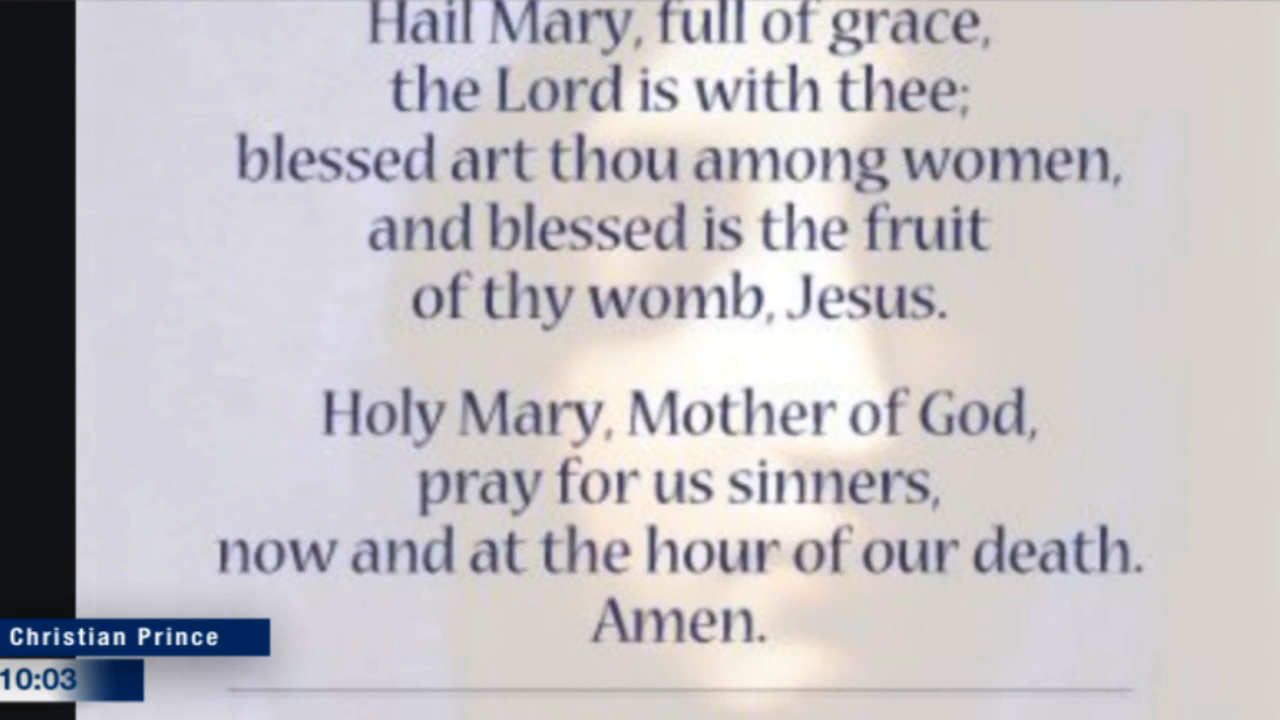 Hail Mary, full of grace,
the Lord is with thee;
blessed art thou among women,
and blessed is the fruit
of thy womb, Jesus.
Holy Mary, Mother of God,
pray for us sinners,
now and at the hour of our death.
Amen.
Christian Prince
10:03